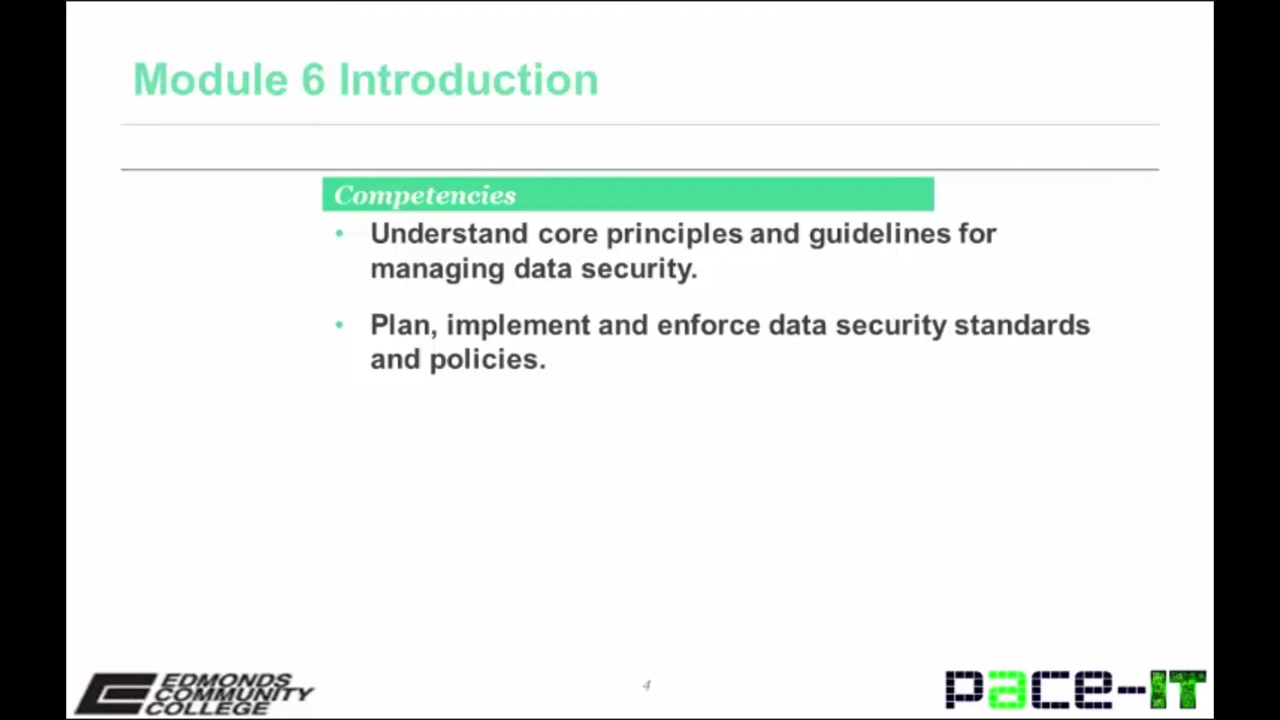 Module 6 Introduction
Competencies
• Understand core principles and guidelines for
managing data security.
• Plan, implement and enforce data security standards
and policies.
EDMONDS
COMMUNITY
COLLEGE
4
pace-IT